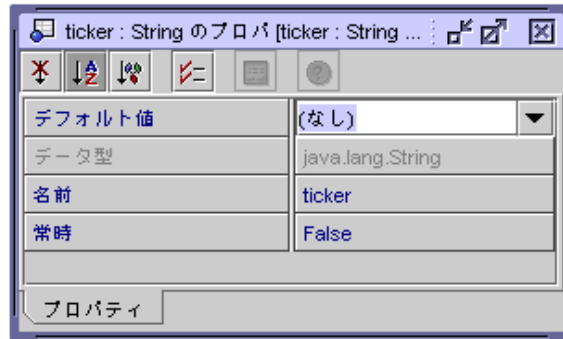 ticker : String のプロパ [ticker : String ...
デフォルト値 (なし)
データ型 java.lang.String
名前 ticker
常時 False
プロパティ